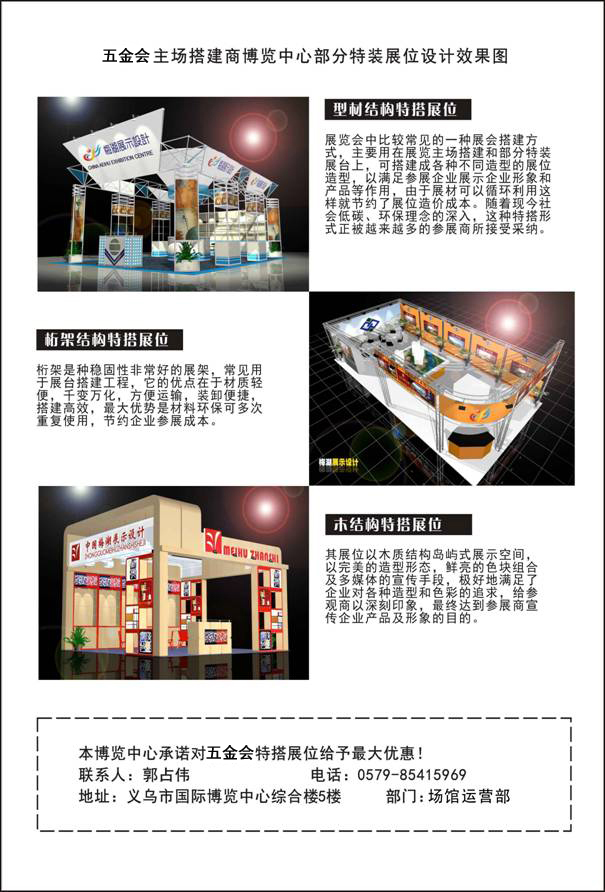 五金会主场搭建商博览中心部分特装展位设计效果图
梅湖展示設計
CHINA MEIHU EXHIBITION CENTRE
型材结构特搭展位
展览会中比较常见的一种展会搭建方
式，主要用在展览主场搭建和部分特装
展台上，可搭建成各种不同造型的展位
造型，以满足参展企业展示企业形象和
产品等作用，由于展材可以循环利用这
样就节约了展位造价成本。随着现今社
会低碳、环保理念的深入，这种特搭形
式正被越来越多的参展商所接受采纳。
桁架结构特搭展位
桁架是种稳固性非常好的展架，常见用
于展台搭建工程，它的优点在于材质轻
便，千变万化，方便运输，装卸便捷，
搭建高效，最大优势是材料环保可多次
重复使用，节约企业参展成本。
梅湖展示设计
中国梅湖展示设计
ZHONGGUOMEIHUZHANSHISHEJI
MEIHU ZHANSHI
木结构特搭展位
其展位以木质结构岛屿式展示空间，
以完美的造型形态，鲜亮的色块组合
及多媒体的宣传手段，极好地满足了
企业对各种造型和色彩的追求，给参
观商以深刻印象，最终达到参展商宣
传企业产品及形象的目的。
本博览中心承诺对五金会特搭展位给予最大优惠！
联系人：郭占伟 电话：0579-85415969
地址：义乌市国际博览中心综合楼5楼 部门：场馆运营部